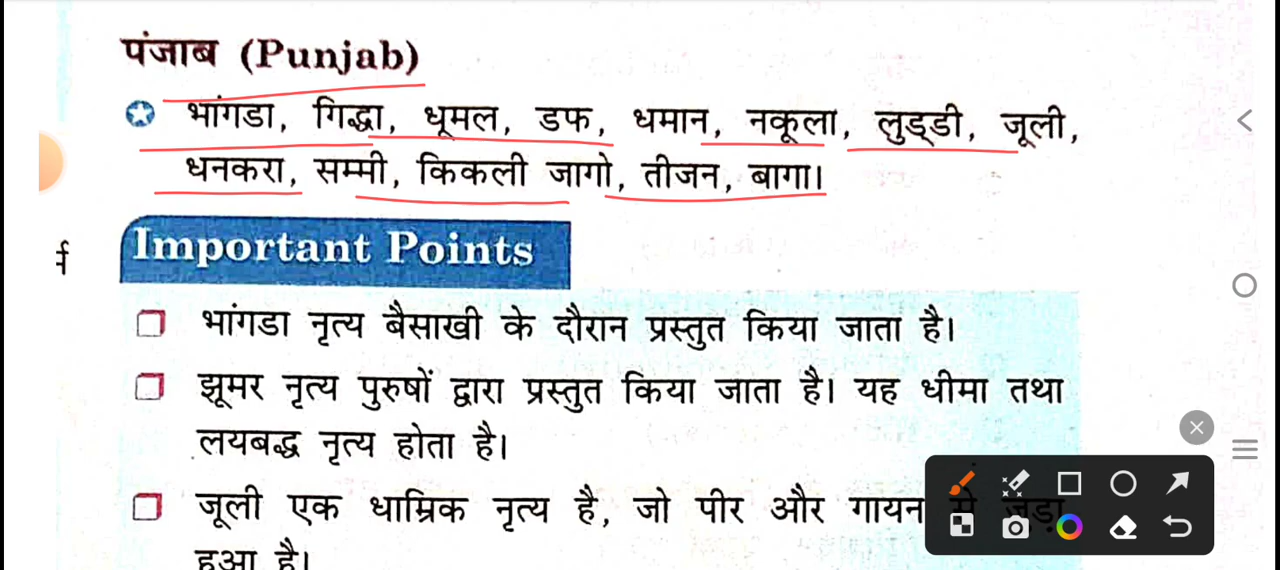 पंजाब (Punjab)
भांगडा, गिद्धा, धूमल, डफ, धमान, नकूला, लुड्डी, जूली,
धनकरा, सम्मी, किकली जागो, तीजन, बागा।
र्न
Important Points
भांगडा नृत्य बैसाखी के दौरान प्रस्तुत किया जाता है।
झूमर नृत्य पुरुषों द्वारा प्रस्तुत किया जाता है। यह धीमा तथा
लयबद्ध नृत्य होता है।
जूली एक धाम्रिक नृत्य है, जो पीर और गायन से जुड़ा
हुआ है।